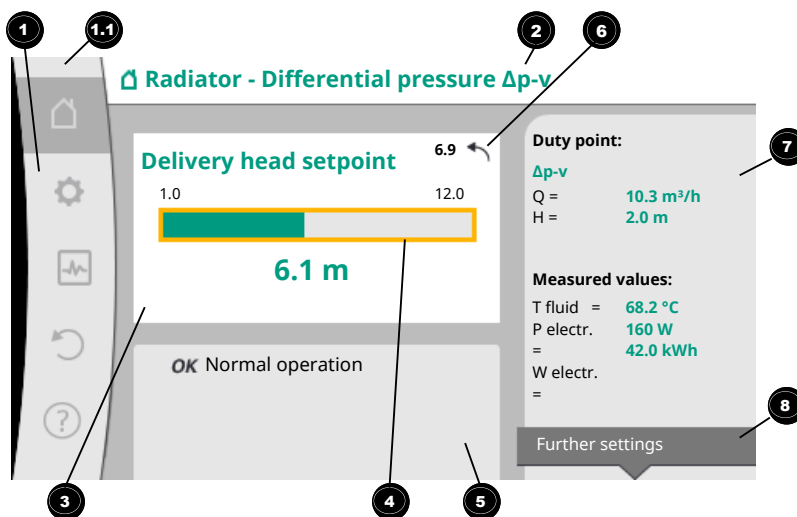 1
1.1
2
6
Radiator - Differential pressure Δp-v
Delivery head setpoint
6.9
1.0
12.0
6.1 m
OK Normal operation
Duty point:
7
Δp-v
Q = 10.3 m³/h
H = 2.0 m
Measured values:
T fluid = 68.2 °C
P electr. 160 W
= 42.0 kWh
W electr.
=
8
Further settings
?
3
4
5